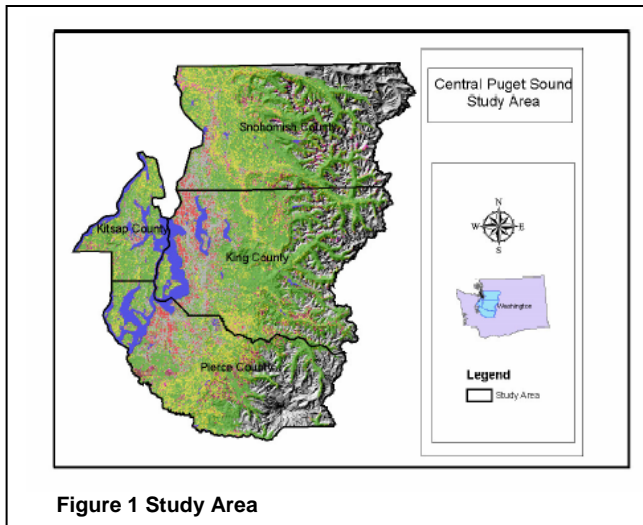 Central Puget Sound
Study Area
Snohomish County
Kitsap County
King County
Pierce County
N
W
E
S
Washington
Legend
Study Area
Figure 1 Study Area